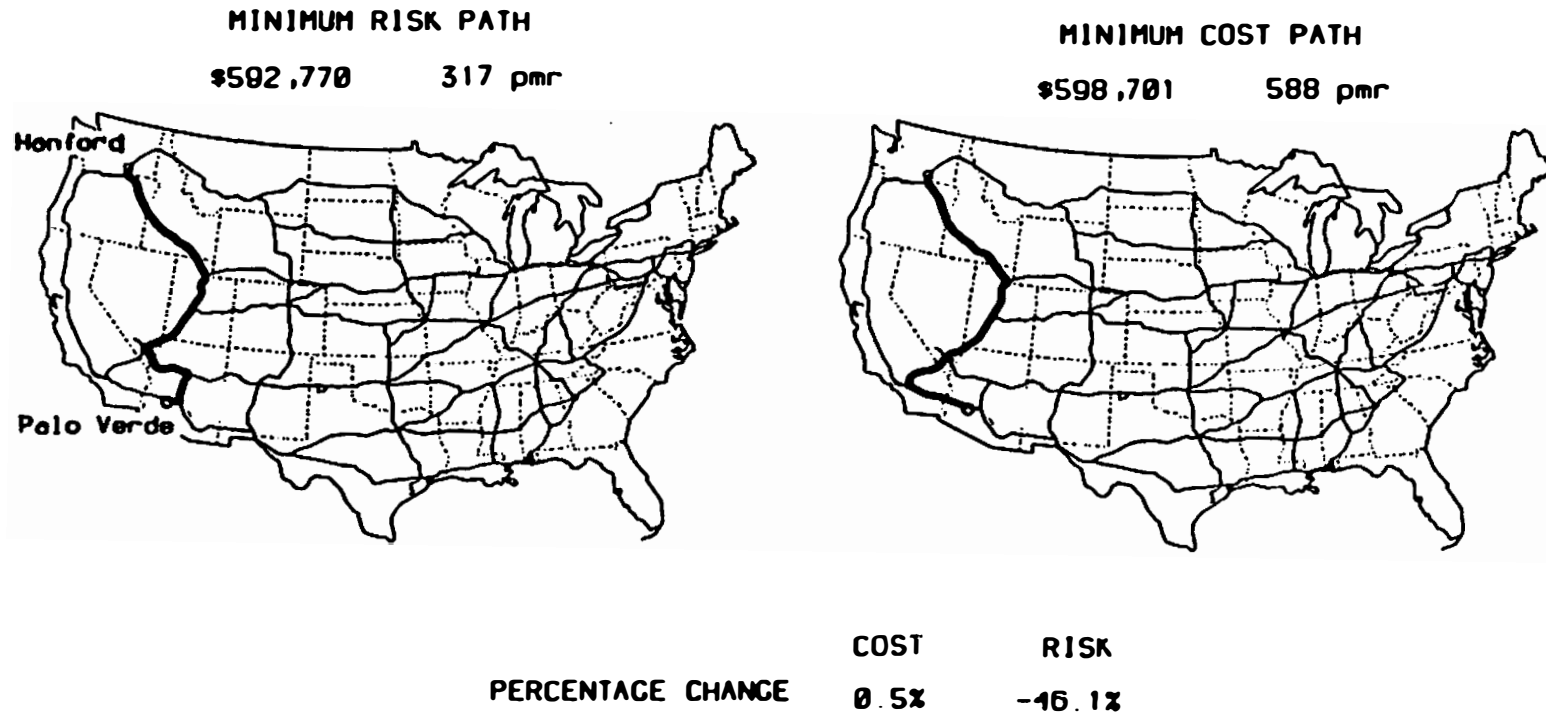 MINIMUM RISK PATH
$592,770 317 pmr
MINIMUM COST PATH
$598,701 588 pmr
Hanford
Palo Verde
COST RISK
PERCENTAGE CHANGE 0.5% -46.1%